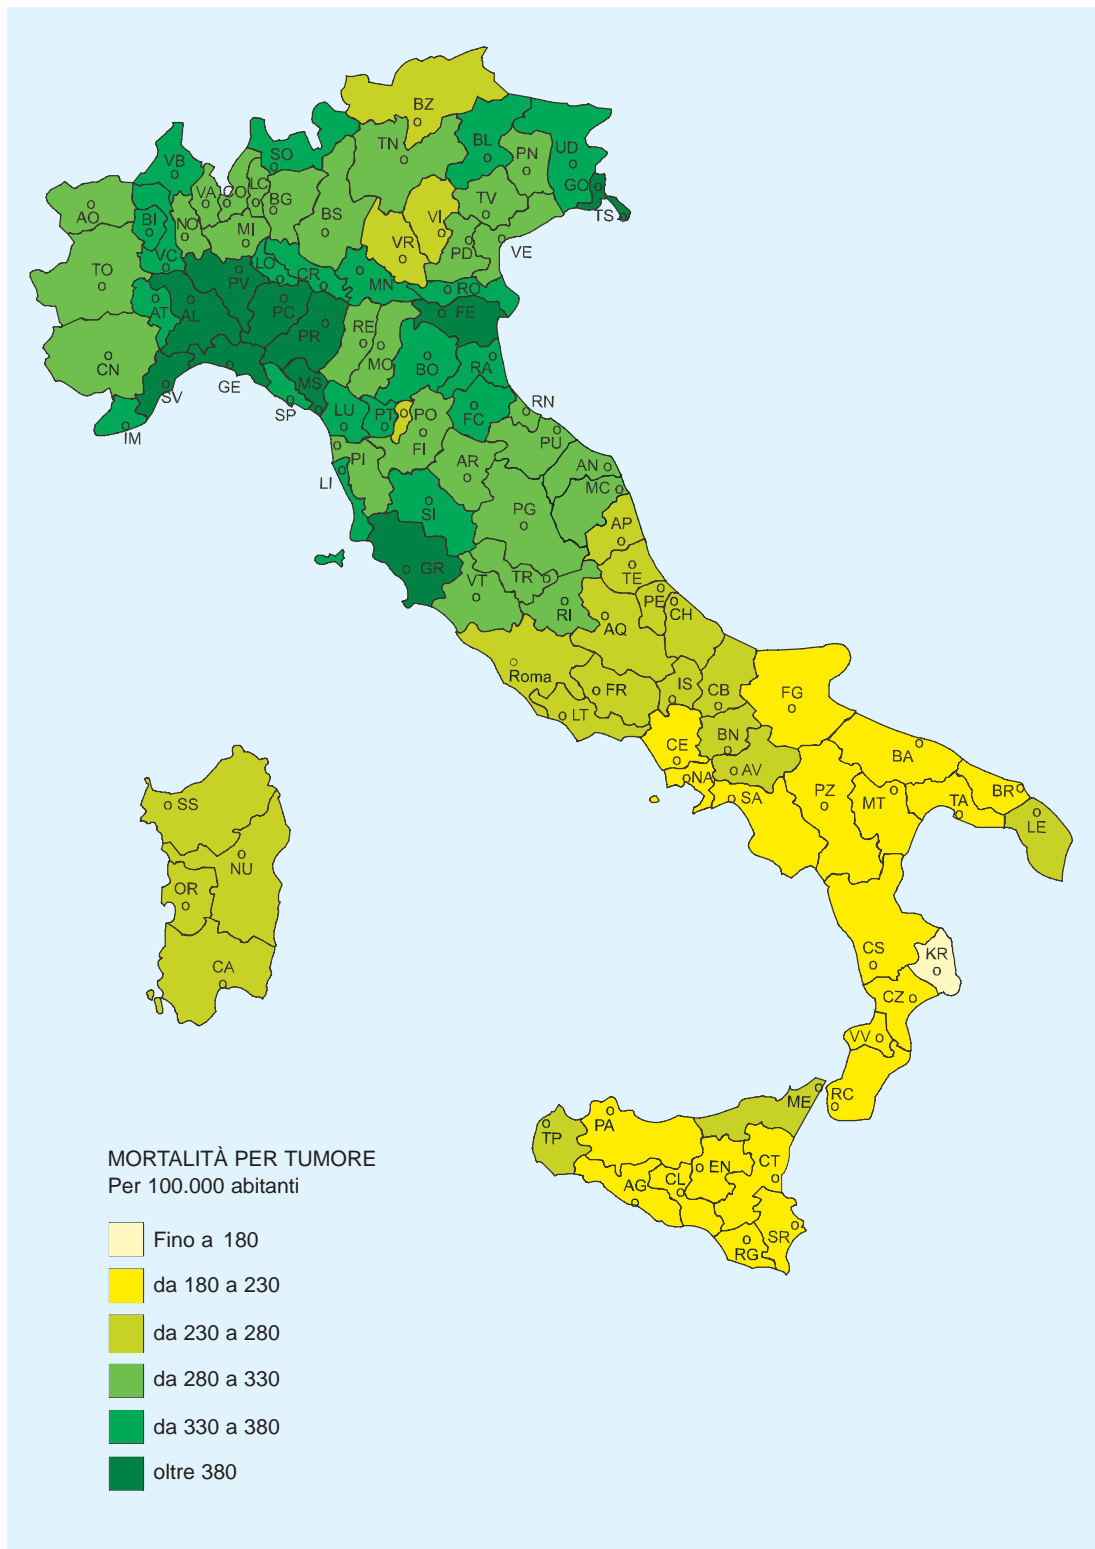 BZ
TN
BL
PN
UD
GO
TS
SO
VB
VA
CO
LC
BG
BS
VI
TV
AO
BI
NO
MI
VR
PD
VE
TO
VC
LO
CR
MN
RO
PV
AT
AL
PC
PR
FE
RE
MO
BO
RA
CN
SV
GE
MS
SP
LU
PT
PO
FC
RN
IM
FI
PU
PI
AR
AN
LI
MC
SI
PG
AP
GR
VT
TR
TE
RI
PE
CH
AQ
Roma
FR
IS
CB
FG
LT
CE
BN
BA
NA
AV
SA
PZ
MT
TA
BR
LE
SS
NU
OR
CA
CS
KR
CZ
VV
RC
ME
PA
TP
EN
CT
AG
CL
SR
RG
MORTALITÀ PER TUMORE
Per 100.000 abitanti
Fino a 180
da 180 a 230
da 230 a 280
da 280 a 330
da 330 a 380
oltre 380